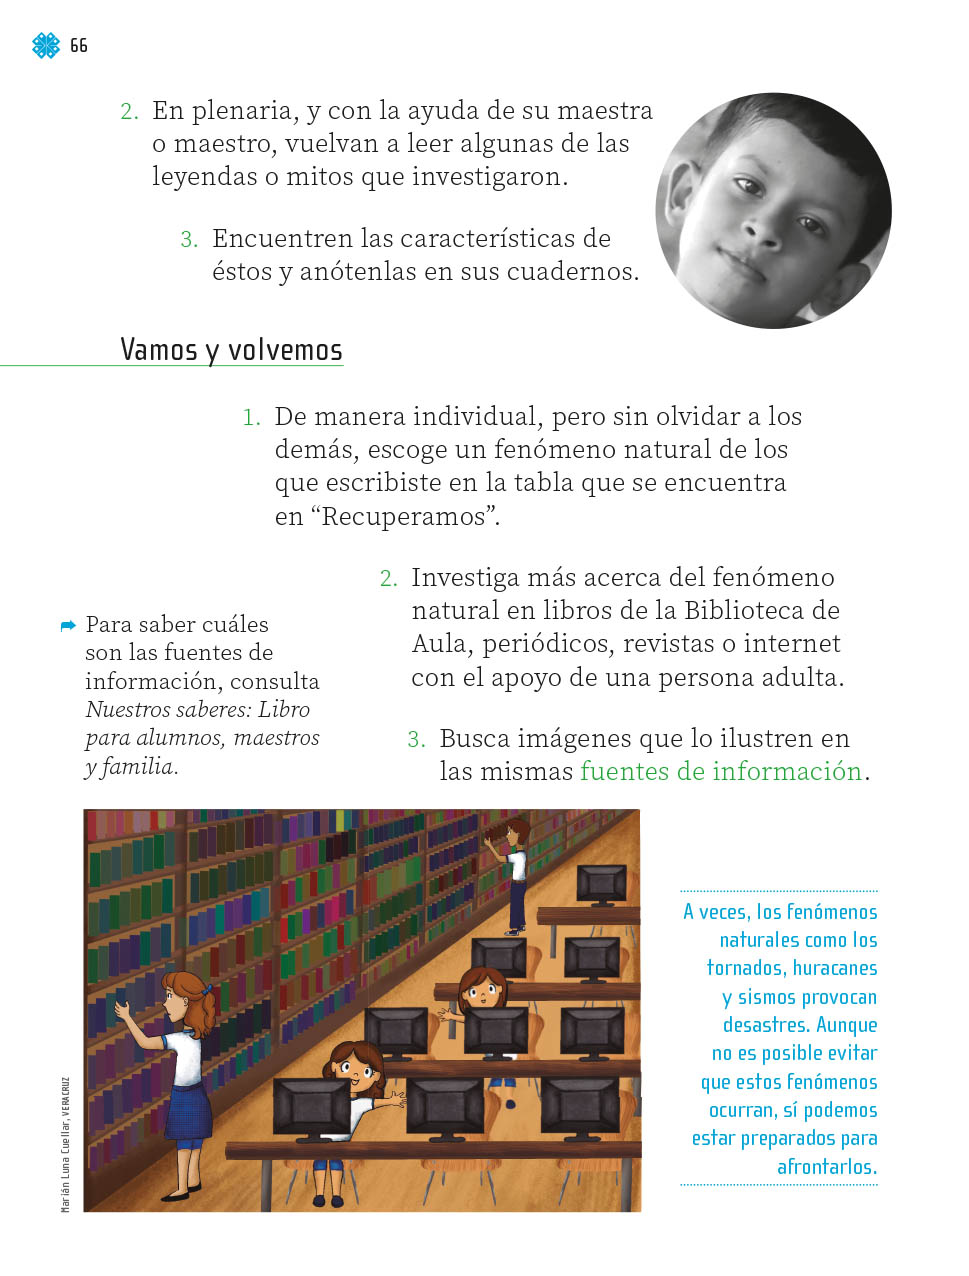 66
2. En plenaria, y con la ayuda de su maestra
o maestro, vuelvan a leer algunas de las
leyendas o mitos que investigaron.
3. Encuentren las características de
éstos y anótenlas en sus cuadernos.
Vamos y volvemos
1. De manera individual, pero sin olvidar a los
demás, escoge un fenómeno natural de los
que escribiste en la tabla que se encuentra
en “Recuperamos”.
2. Investiga más acerca del fenómeno
natural en libros de la Biblioteca de
Aula, periódicos, revistas o internet
con el apoyo de una persona adulta.
Para saber cuáles
son las fuentes de
información, consulta
Nuestros saberes: Libro
para alumnos, maestros
y familia.
3. Busca imágenes que lo ilustren en
las mismas fuentes de información.
Marián Luna Cuellar, VERACRUZ
A veces, los fenómenos
naturales como los
tornados, huracanes
y sismos provocan
desastres. Aunque
no es posible evitar
que estos fenómenos
ocurran, sí podemos
estar preparados para
afrontarlos.